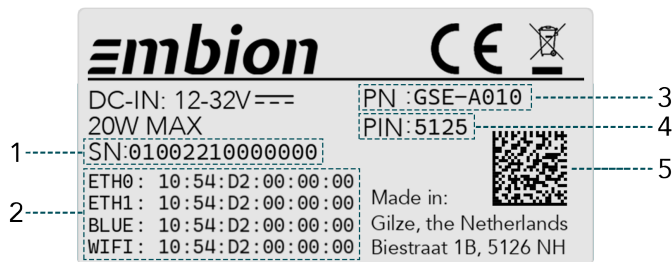 Embion CE
DC-IN: 12-32V
20W MAX
SN:01002210000000
ETH0: 10:54:D2:00:00:00
ETH1: 10:54:D2:00:00:00
BLUE: 10:54:D2:00:00:00
WIFI: 10:54:D2:00:00:00
PN :GSE-A010
PIN:5125
Made in:
Gilze, the Netherlands
Biestraat 1B, 5126 NH
1
2
3
4
5